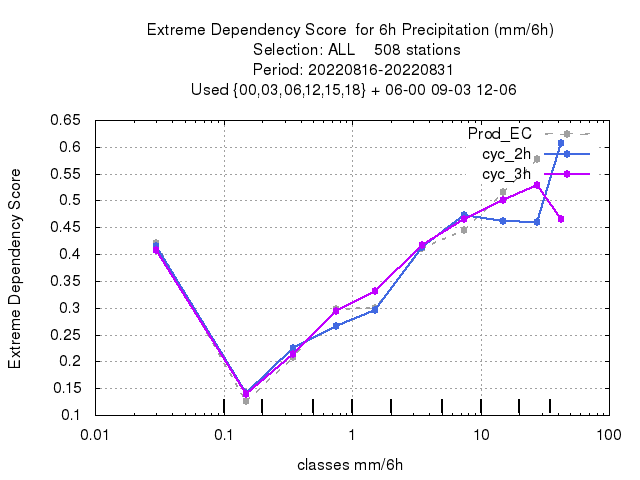 Extreme Dependency Score  for 6h Precipitation (mm/6h)
Selection: ALL    508 stations
Period: 20220816-20220831
Used {00,03,06,12,15,18} + 06-00 09-03 12-06
Extreme Dependency Score
0.65
0.6
0.55
0.5
0.45
0.4
0.35
0.3
0.25
0.2
0.15
0.1
Prod_EC
cyc_2h
cyc_3h
0.01 0.1 1 10 100
classes mm/6h